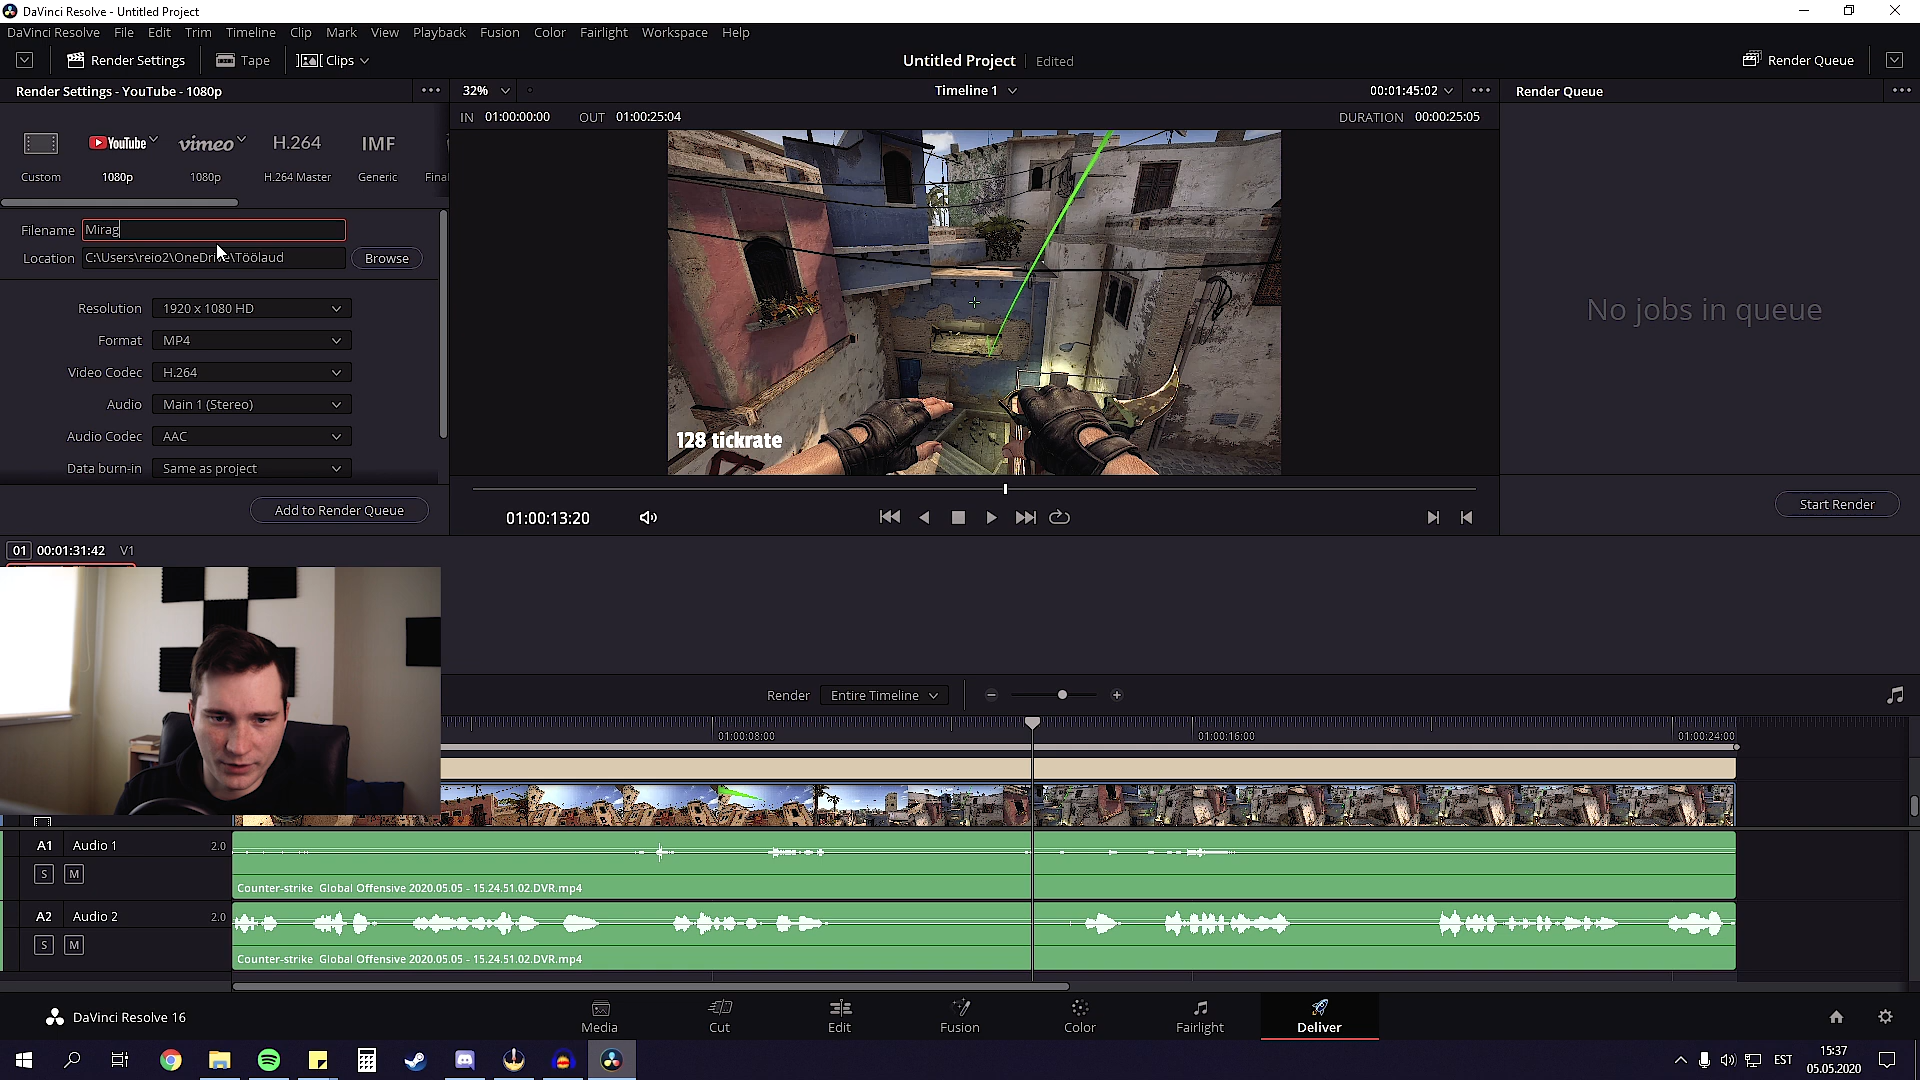 DaVinci Resolve - Untitled Project
DaVinci Resolve File Edit Trim Timeline Clip Mark View Playback Fusion Color Fairlight Workspace Help
Render Settings Tape Clips
Untitled Project Edited
Render Queue
Render Settings - YouTube - 1080p
32%
Timeline 1
00:01:45:02
Render Queue
IN 01:00:00:00 OUT 01:00:25:04
DURATION 00:00:25:05
YouTube vimeo H.264 IMF
Custom 1080p 1080p H.264 Master Generic Final
Filename Mirag
Location C:\Users\reio2\OneDrive\Töölaud Browse
Resolution 1920 x 1080 HD
Format MP4
Video Codec H.264
Audio Main 1 (Stereo)
Audio Codec AAC
Data burn-in Same as project
Add to Render Queue
128 tickrate
No jobs in queue
01:00:13:20
Start Render
01 00:01:31:42 V1
Render Entire Timeline
01:00:08:00 01:00:16:00 01:00:24:00
A1 Audio 1 2.0
S M
Counter-strike Global Offensive 2020.05.05 - 15.24.51.02.DVR.mp4
A2 Audio 2 2.0
S M
Counter-strike Global Offensive 2020.05.05 - 15.24.51.02.DVR.mp4
DaVinci Resolve 16
Media Cut Edit Fusion Color Fairlight Deliver
EST
15:37
05.05.2020